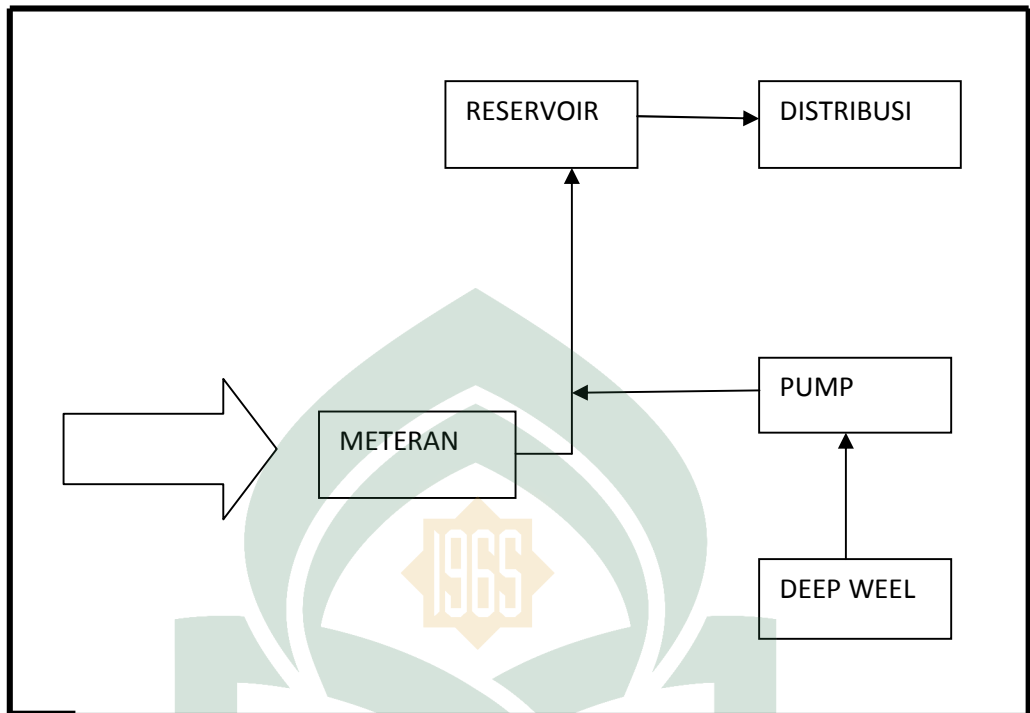 RESERVOIR
DISTRIBUSI
PUMP
METERAN
1965
DEEP WEEL